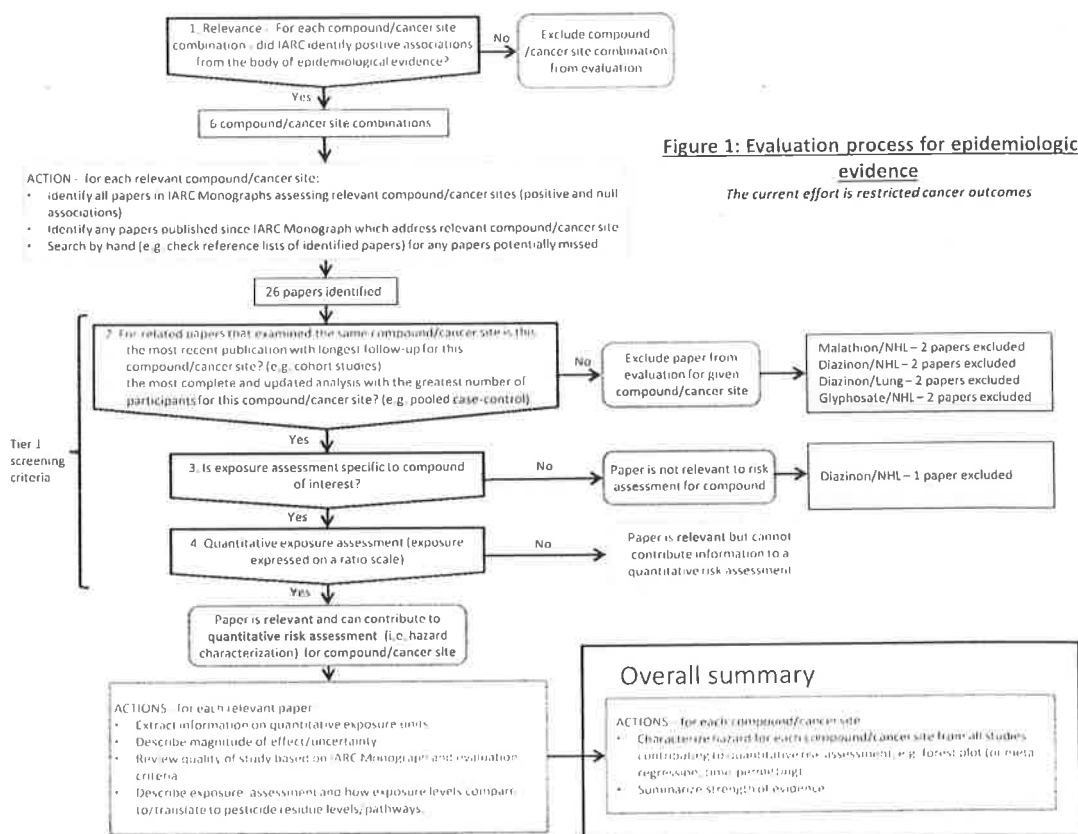 1. Relevance - For each compound/cancer site
combination - did IARC identify positive associations
from the body of epidemiological evidence?
No
Exclude compound
/cancer site combination
from evaluation
Yes
6 compound/cancer site combinations
Figure 1: Evaluation process for epidemiologic
evidence
The current effort is restricted cancer outcomes
ACTION - for each relevant compound/cancer site:
• Identify all papers in IARC Monographs assessing relevant compound/cancer sites (positive and null
associations)
• Identify any papers published since IARC Monograph which address relevant compound/cancer site
• Search by hand (e.g. check reference lists of identified papers) for any papers potentially missed
26 papers identified
Tier 1
screening
criteria
2. For related papers that examined the same compound/cancer site is this
the most recent publication with longest follow-up for this
compound/cancer site? (e.g. cohort studies)
the most complete and updated analysis with the greatest number of
participants for this compound/cancer site? (e.g. pooled case-control)
No
Exclude paper from
evaluation for given
compound/cancer site
Malathion/NHL – 2 papers excluded
Diazinon/NHL – 2 papers excluded
Diazinon/Lung – 2 papers excluded
Glyphosate/NHL – 2 papers excluded
Yes
3. Is exposure assessment specific to compound
of interest?
No
Paper is not relevant to risk
assessment for compound
Diazinon/NHL – 1 paper excluded
Yes
4. Quantitative exposure assessment (exposure
expressed on a ratio scale)
No
Paper is relevant but cannot
contribute information to a
quantitative risk assessment
Yes
Paper is relevant and can contribute to
quantitative risk assessment (i.e. hazard
characterization) for compound/cancer site
ACTIONS - for each relevant paper:
• Extract information on quantitative exposure units
• Describe magnitude of effect/uncertainty
• Review quality of study based on IARC Monograph and evaluation
criteria
• Describe exposure assessment and how exposure levels compare
to/translate to pesticide residue levels/pathways.
Overall summary
ACTIONS - for each compound/cancer site
• Characterize hazard for each compound/cancer site from all studies
contributing to quantitative risk assessment, e.g. forest plot (or meta
regression, time permitting)
• Summarize strength of evidence